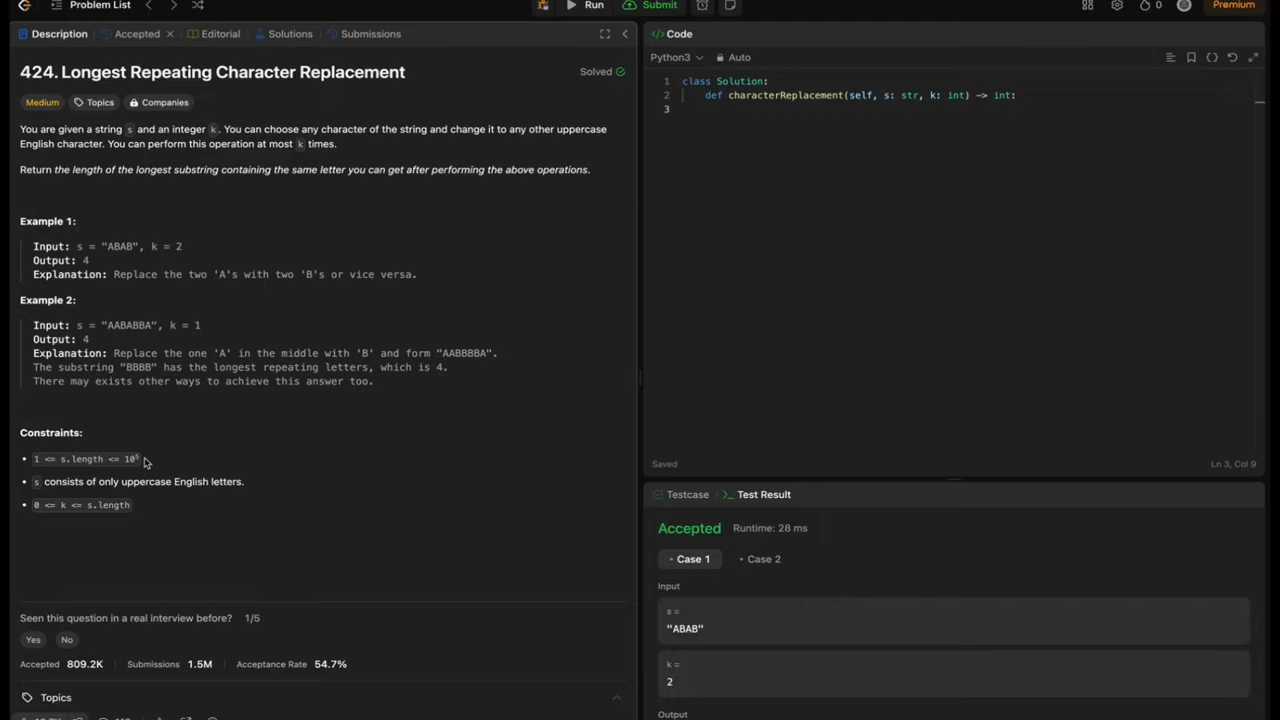 Problem List
Run
Submit
0
Premium
Description
Accepted
Editorial
Solutions
Submissions
424. Longest Repeating Character Replacement
Solved
Medium
Topics
Companies
You are given a string s and an integer k. You can choose any character of the string and change it to any other uppercase
English character. You can perform this operation at most k times.
Return the length of the longest substring containing the same letter you can get after performing the above operations.
Example 1:
Input: s = "ABAB", k = 2
Output: 4
Explanation: Replace the two 'A's with two 'B's or vice versa.
Example 2:
Input: s = "AABABBA", k = 1
Output: 4
Explanation: Replace the one 'A' in the middle with 'B' and form "AABBBBA".
The substring "BBBB" has the longest repeating letters, which is 4.
There may exists other ways to achieve this answer too.
Constraints:
• 1 <= s.length <= 10⁵
• s consists of only uppercase English letters.
• 0 <= k <= s.length
Seen this question in a real interview before? 1/5
Yes
No
Accepted 809.2K
Submissions 1.5M
Acceptance Rate 54.7%
Topics
</> Code
Python3
Auto
1 class Solution:
2 def characterReplacement(self, s: str, k: int) -> int:
3
Saved
Ln 3, Col 9
Testcase
>_ Test Result
Accepted
Runtime: 28 ms
• Case 1
• Case 2
Input
s =
"ABAB"
k =
2
Output